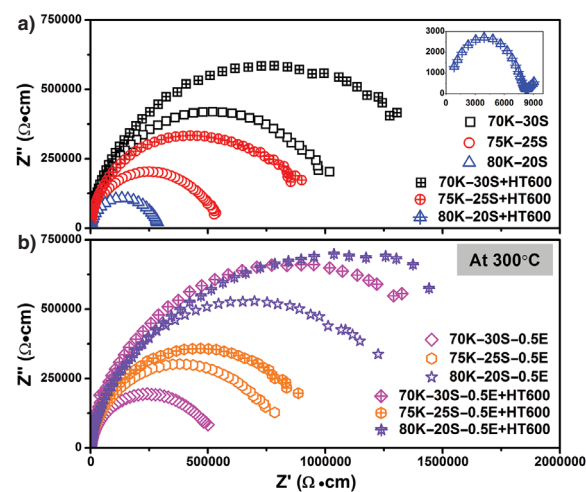 a)
750000
500000
250000
0
Z'' (Ω•cm)
3000
2000
1000
0
0 3000 6000 9000
70K–30S
75K–25S
80K–20S
70K–30S+HT600
75K–25S+HT600
80K–20S+HT600
b)
750000
500000
250000
0
Z'' (Ω•cm)
At 300°C
70K–30S–0.5E
75K–25S–0.5E
80K–20S–0.5E
70K–30S–0.5E+HT600
75K–25S–0.5E+HT600
80K–20S–0.5E+HT600
0 500000 1000000 1500000 2000000
Z' (Ω •cm)